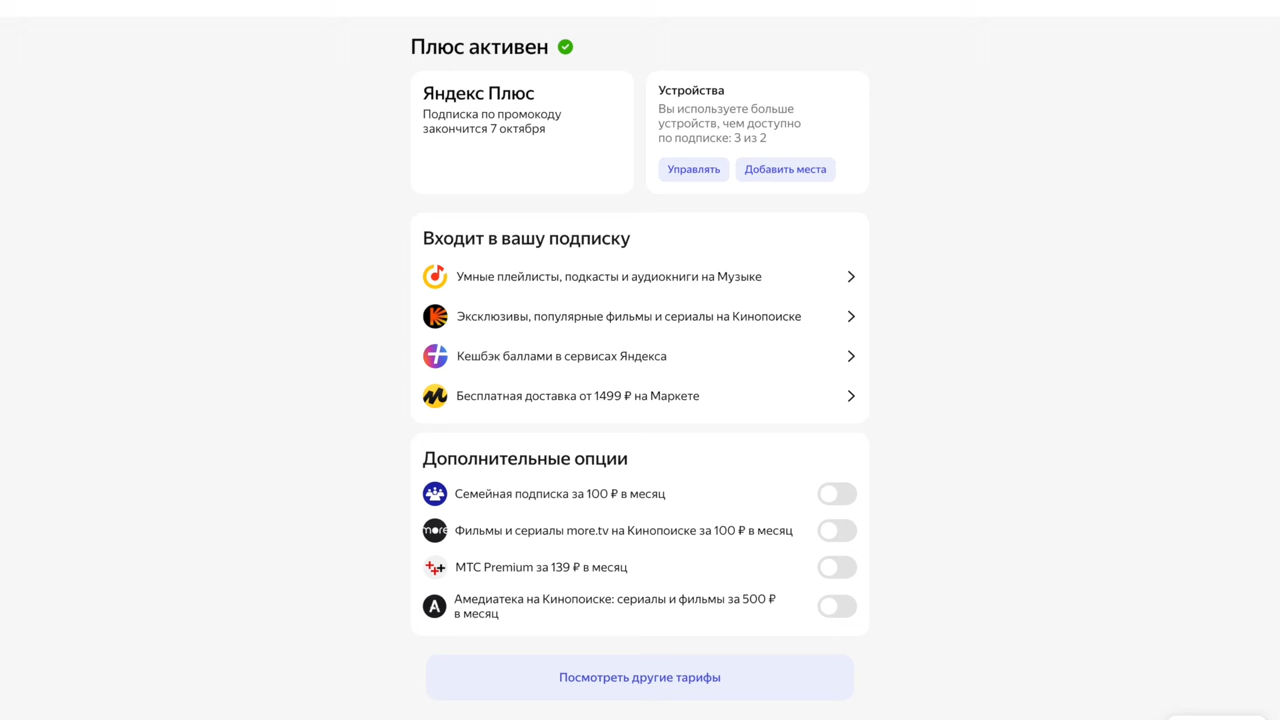 Плюс активен
Яндекс Плюс
Подписка по промокоду
закончится 7 октября
Устройства
Вы используете больше
устройств, чем доступно
по подписке: 3 из 2
Управлять
Добавить места
Входит в вашу подписку
Умные плейлисты, подкасты и аудиокниги на Музыке
Эксклюзивы, популярные фильмы и сериалы на Кинопоиске
Кешбэк баллами в сервисах Яндекса
Бесплатная доставка от 1499 ₽ на Маркете
Дополнительные опции
Семейная подписка за 100 ₽ в месяц
more
Фильмы и сериалы more.tv на Кинопоиске за 100 ₽ в месяц
МТС Premium за 139 ₽ в месяц
A
Амедиатека на Кинопоиске: сериалы и фильмы за 500 ₽
в месяц
Посмотреть другие тарифы